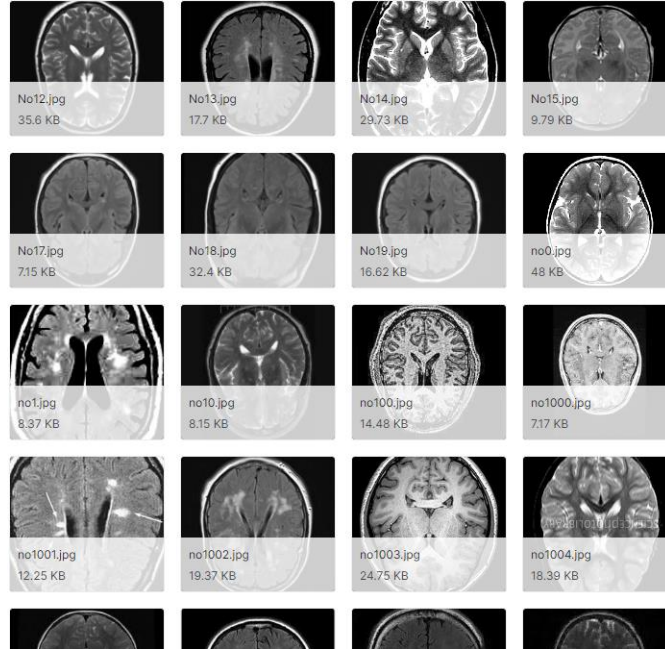 No12.jpg
35.6 KB
No13.jpg
17.7 KB
No14.jpg
29.73 KB
No15.jpg
9.79 KB
No17.jpg
7.15 KB
No18.jpg
32.4 KB
No19.jpg
16.62 KB
no0.jpg
48 KB
no1.jpg
8.37 KB
no10.jpg
8.15 KB
no100.jpg
14.48 KB
no1000.jpg
7.17 KB
no1001.jpg
12.25 KB
no1002.jpg
19.37 KB
no1003.jpg
24.75 KB
no1004.jpg
18.39 KB